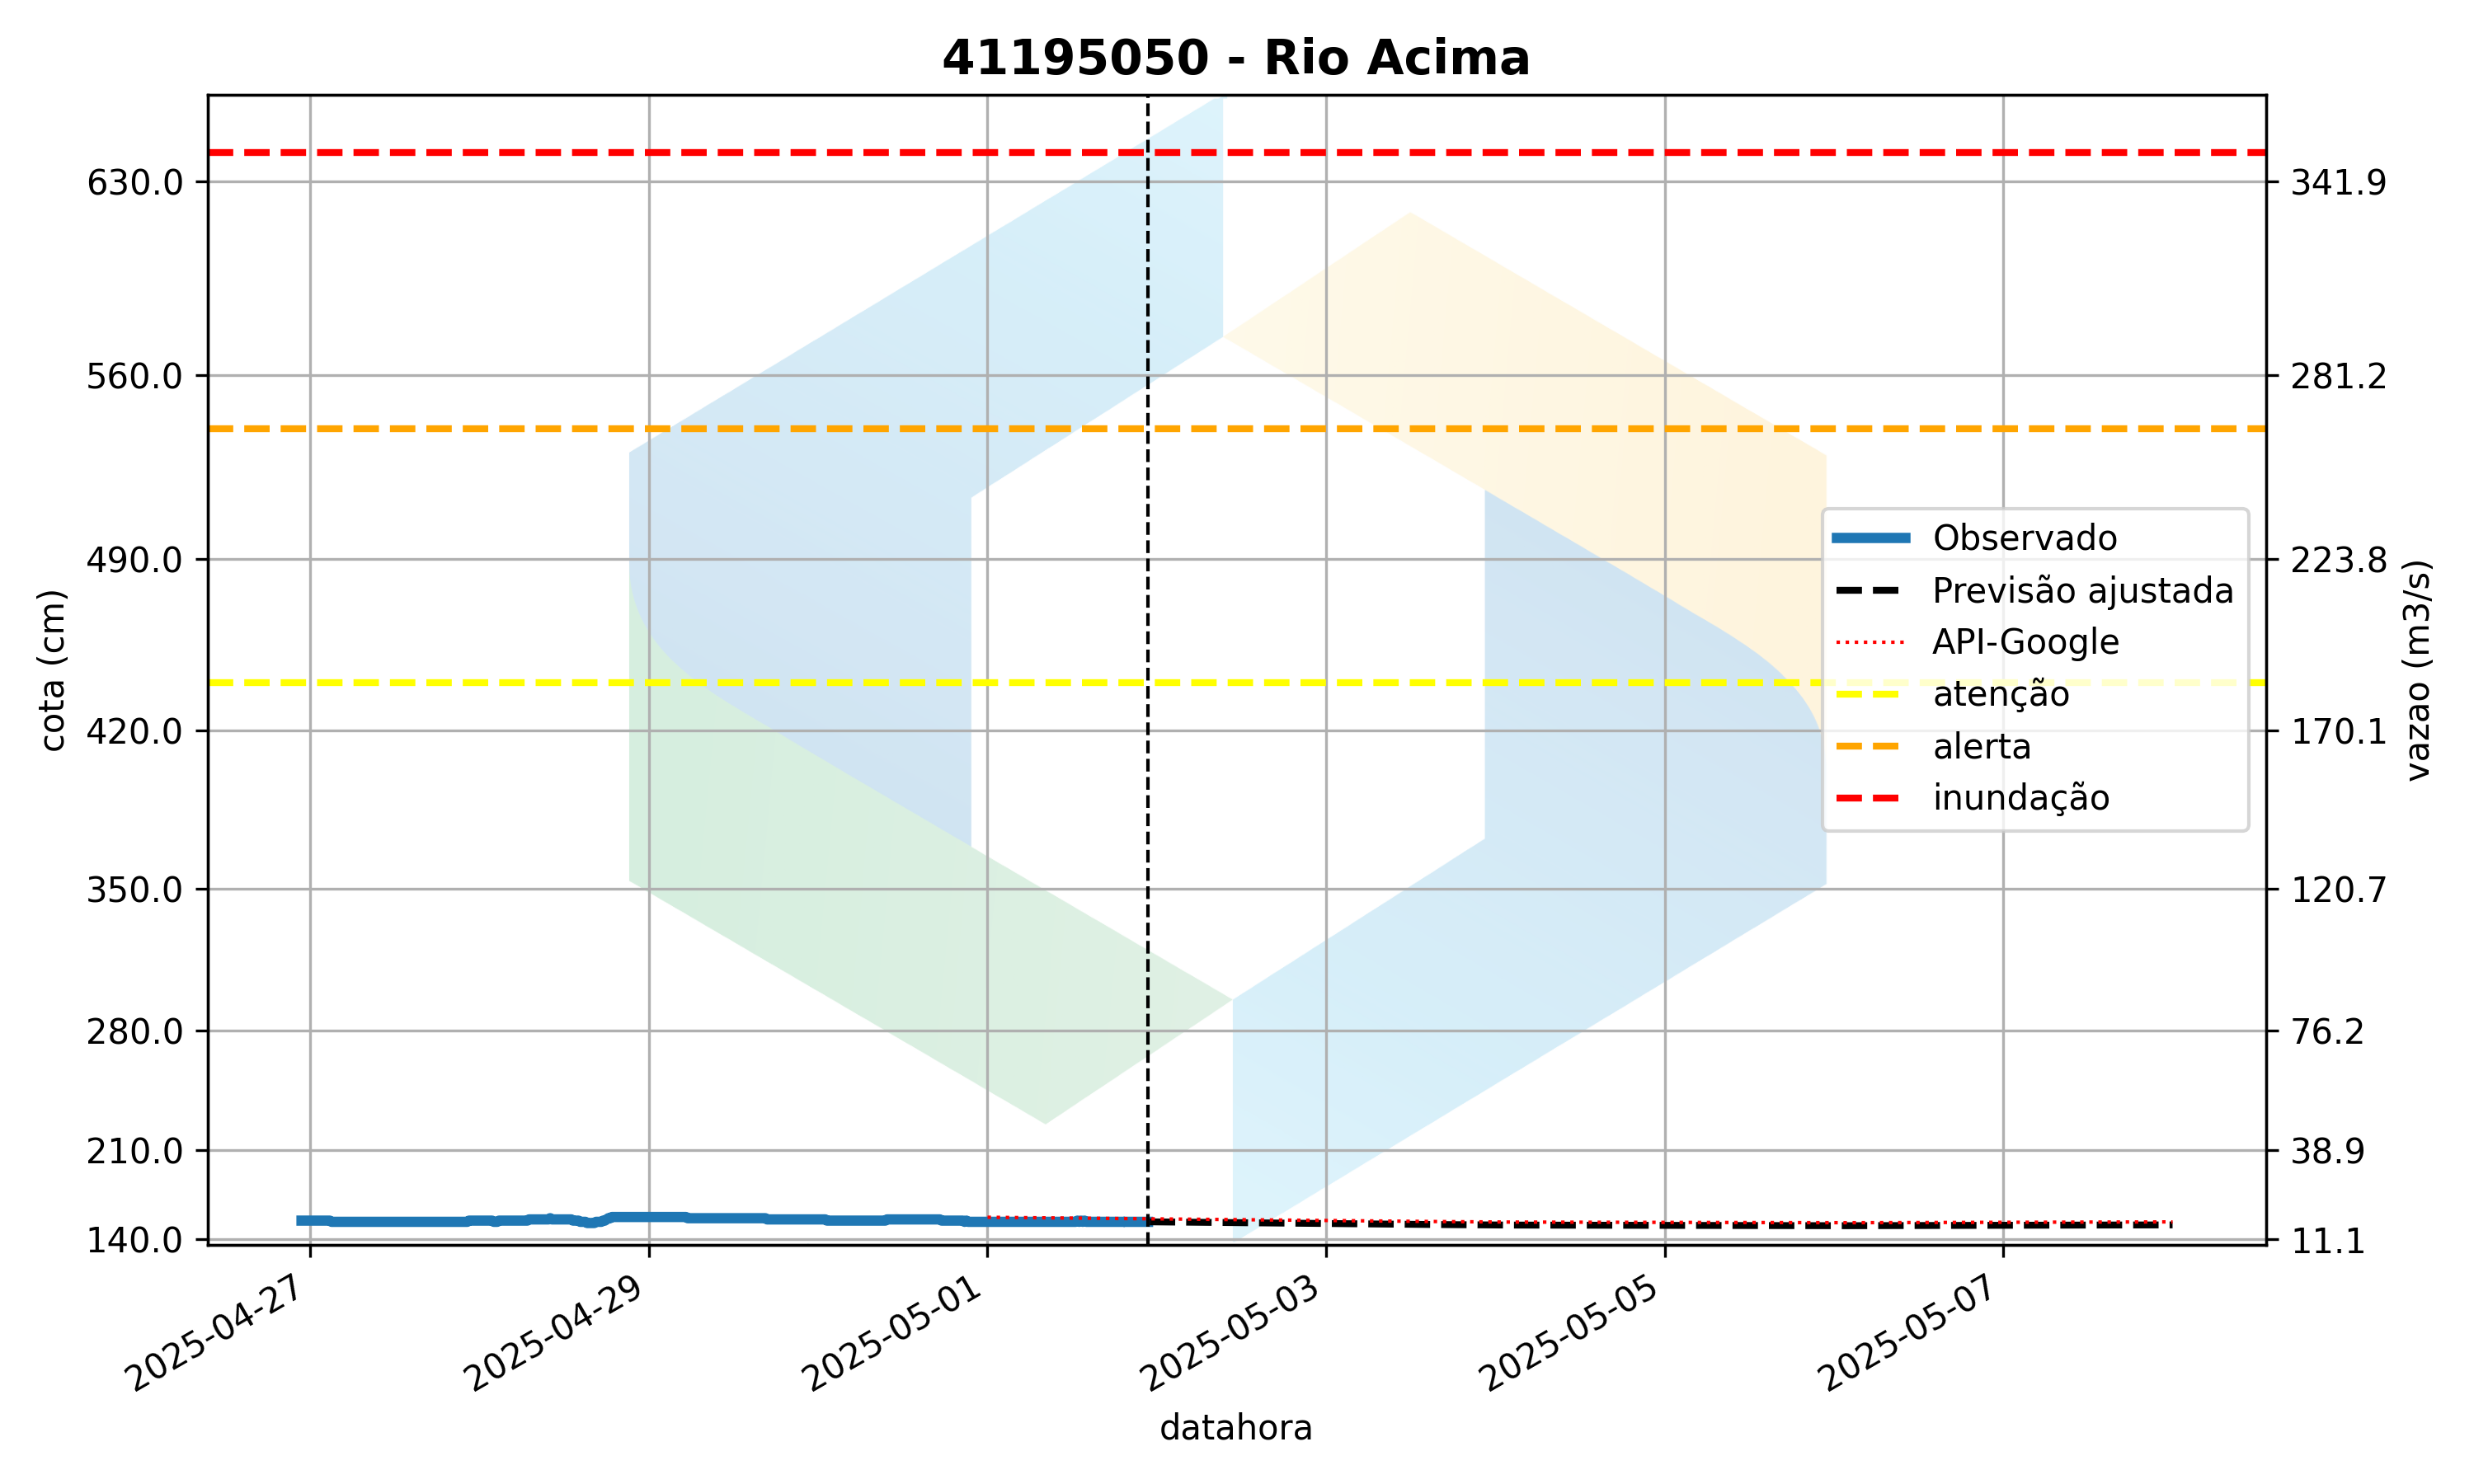 41195050 - Rio Acima
630.0
560.0
490.0
420.0
350.0
280.0
210.0
140.0
cota (cm)
341.9
281.2
223.8
170.1
120.7
76.2
38.9
11.1
vazao (m3/s)
Observado
Previsão ajustada
API-Google
atenção
alerta
inundação
2025-04-27
2025-04-29
2025-05-01
2025-05-03
2025-05-05
2025-05-07
datahora